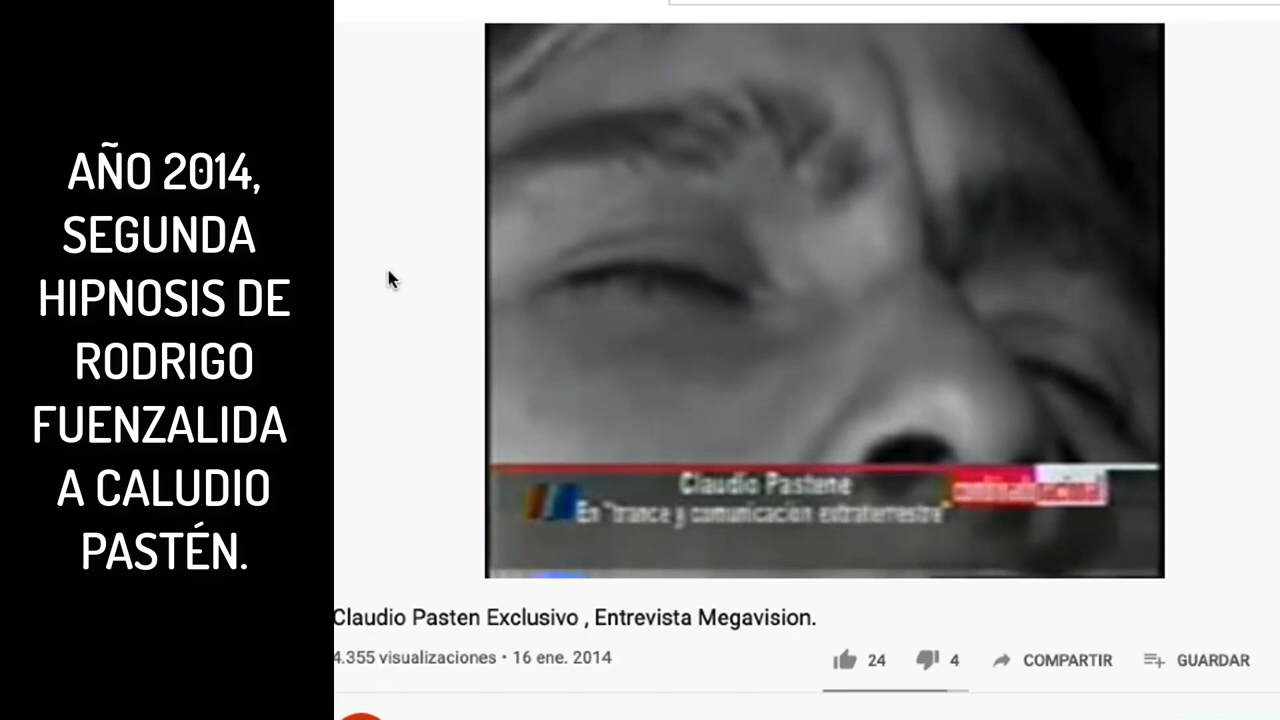 AÑO 2014,
SEGUNDA
HIPNOSIS DE
RODRIGO
FUENZALIDA
A CALUDIO
PASTÉN.
Claudio Pastene
En "trance y comunicación extraterrestre"
Claudio Pasten Exclusivo , Entrevista Megavision.
4.355 visualizaciones • 16 ene. 2014
24
4
COMPARTIR
GUARDAR